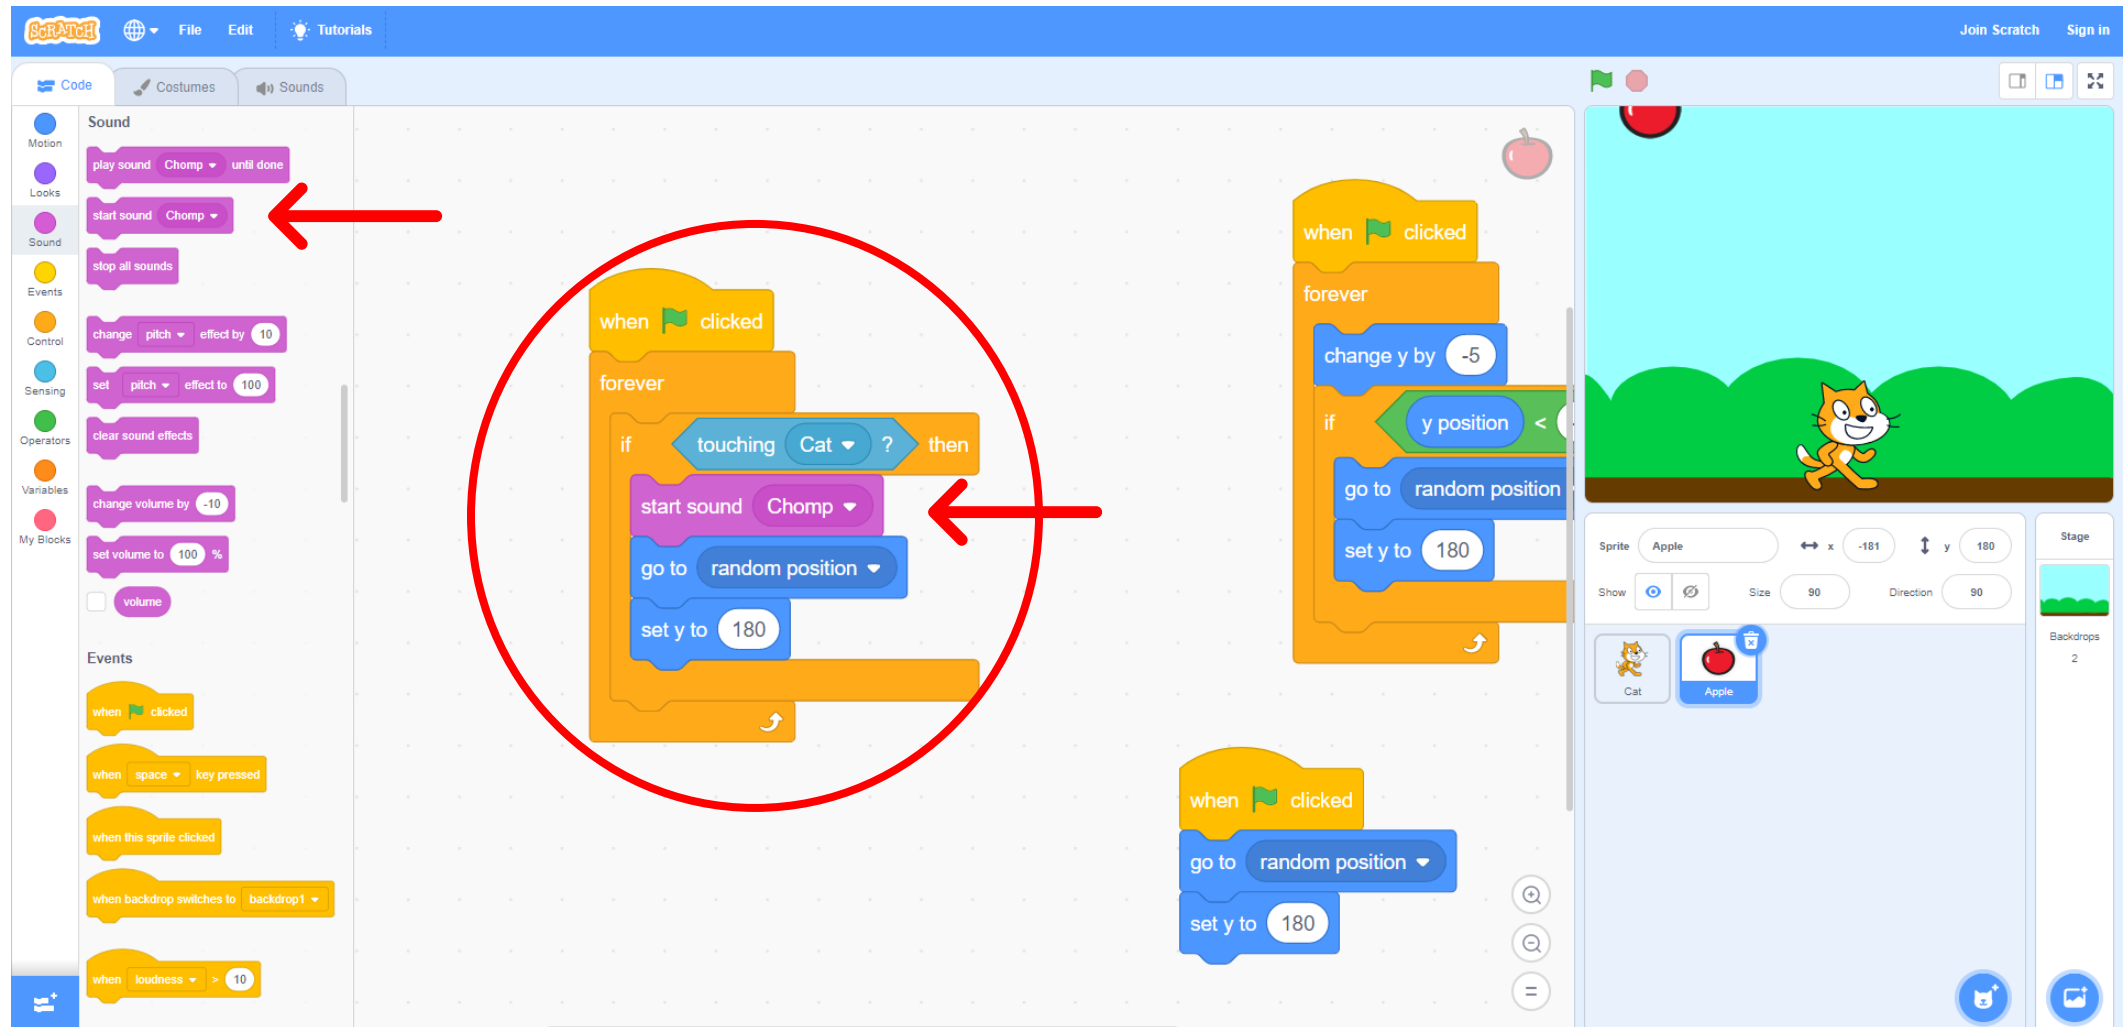 SCRATCH File Edit Tutorials Join Scratch Sign in
Code Costumes Sounds
Motion
Looks
Sound
Events
Control
Sensing
Operators
Variables
My Blocks
Sound
play sound Chomp until done
start sound Chomp
stop all sounds
change pitch effect by 10
set pitch effect to 100
clear sound effects
change volume by -10
set volume to 100 %
volume
Events
when clicked
when space key pressed
when this sprite clicked
when backdrop switches to backdrop1
when loudness > 10
when clicked
forever
if touching Cat ? then
start sound Chomp
go to random position
set y to 180
when clicked
forever
change y by -5
if y position <
go to random position
set y to 180
when clicked
go to random position
set y to 180
Sprite Apple x -181 y 180
Show Size 90 Direction 90
Cat
Apple
Stage
Backdrops
2